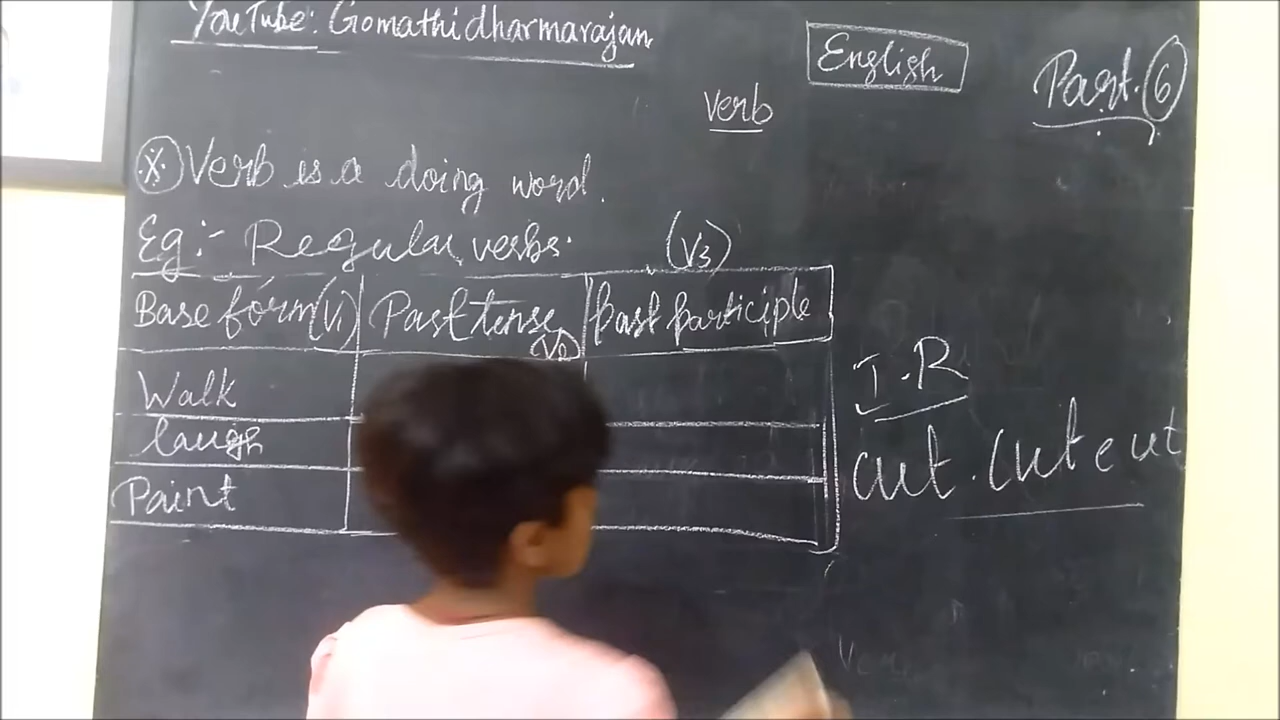 YouTube: Gomathidharmarajan
English
Part. 6
verb
Verb is a doing word.
Eg:- Regular verbs.
(V3)
Base form(V1) Past tense Past participle
Walk
laugh
Paint
I.R
cut. cut cut